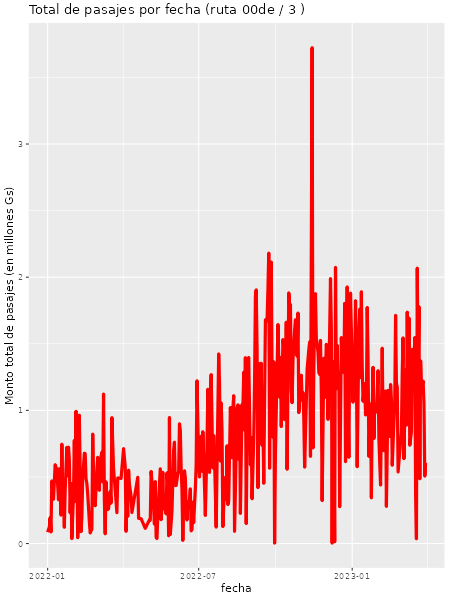 Total de pasajes por fecha (ruta 00de / 3 )
Monto total de pasajes (en millones Gs)
3
2
1
0
2022-01
2022-07
2023-01
fecha